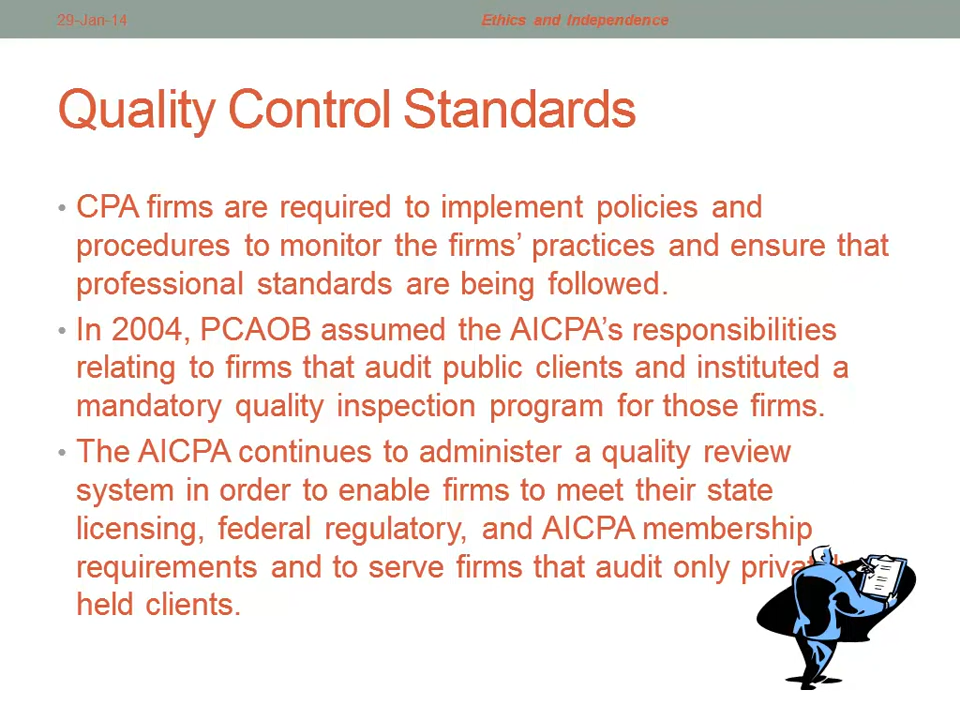 29-Jan-14
Ethics and Independence
Quality Control Standards
• CPA firms are required to implement policies and
procedures to monitor the firms’ practices and ensure that
professional standards are being followed.
• In 2004, PCAOB assumed the AICPA’s responsibilities
relating to firms that audit public clients and instituted a
mandatory quality inspection program for those firms.
• The AICPA continues to administer a quality review
system in order to enable firms to meet their state
licensing, federal regulatory, and AICPA membership
requirements and to serve firms that audit only
held clients.